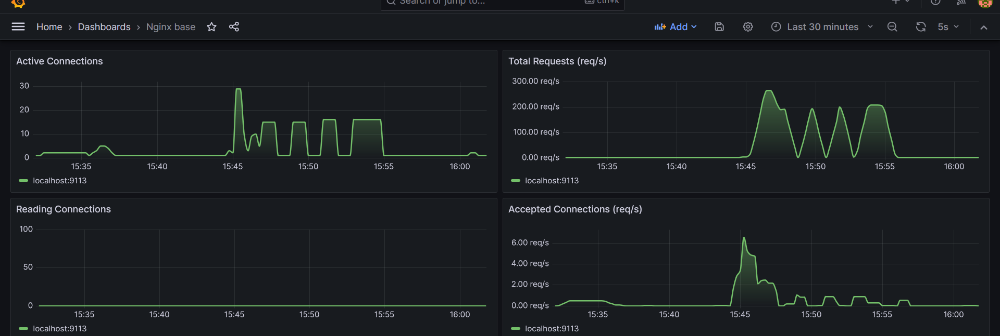 Search or jump to... ctrl+k
Home › Dashboards › Nginx base Add Last 30 minutes 5s
Active Connections
30
20
10
0
15:35 15:40 15:45 15:50 15:55 16:00
localhost:9113
Total Requests (req/s)
300.00 req/s
200.00 req/s
100.00 req/s
0.00 req/s
15:35 15:40 15:45 15:50 15:55 16:00
localhost:9113
Reading Connections
100
50
0
15:35 15:40 15:45 15:50 15:55 16:00
localhost:9113
Accepted Connections (req/s)
6.00 req/s
4.00 req/s
2.00 req/s
0.00 req/s
15:35 15:40 15:45 15:50 15:55 16:00
localhost:9113